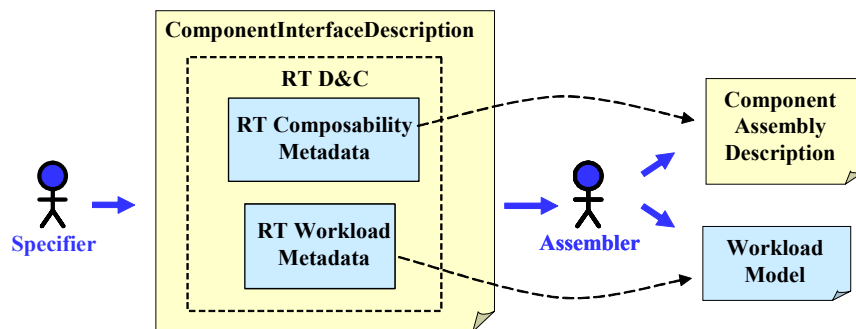 ComponentInterfaceDescription
RT D&C
RT Composability
Metadata
RT Workload
Metadata
Specifier
Assembler
Component
Assembly
Description
Workload
Model